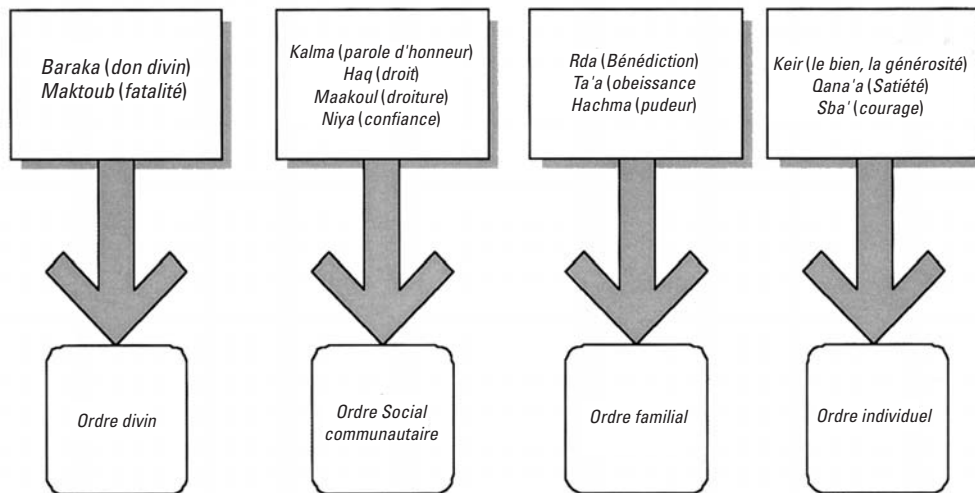 Baraka (don divin)
Maktoub (fatalité)
Kalma (parole d'honneur)
Haq (droit)
Maakoul (droiture)
Niya (confiance)
Rda (Bénédiction)
Ta'a (obeissance
Hachma (pudeur)
Keir (le bien, la générosité)
Qana'a (Satiété)
Sba' (courage)
Ordre divin
Ordre Social
communautaire
Ordre familial
Ordre individuel